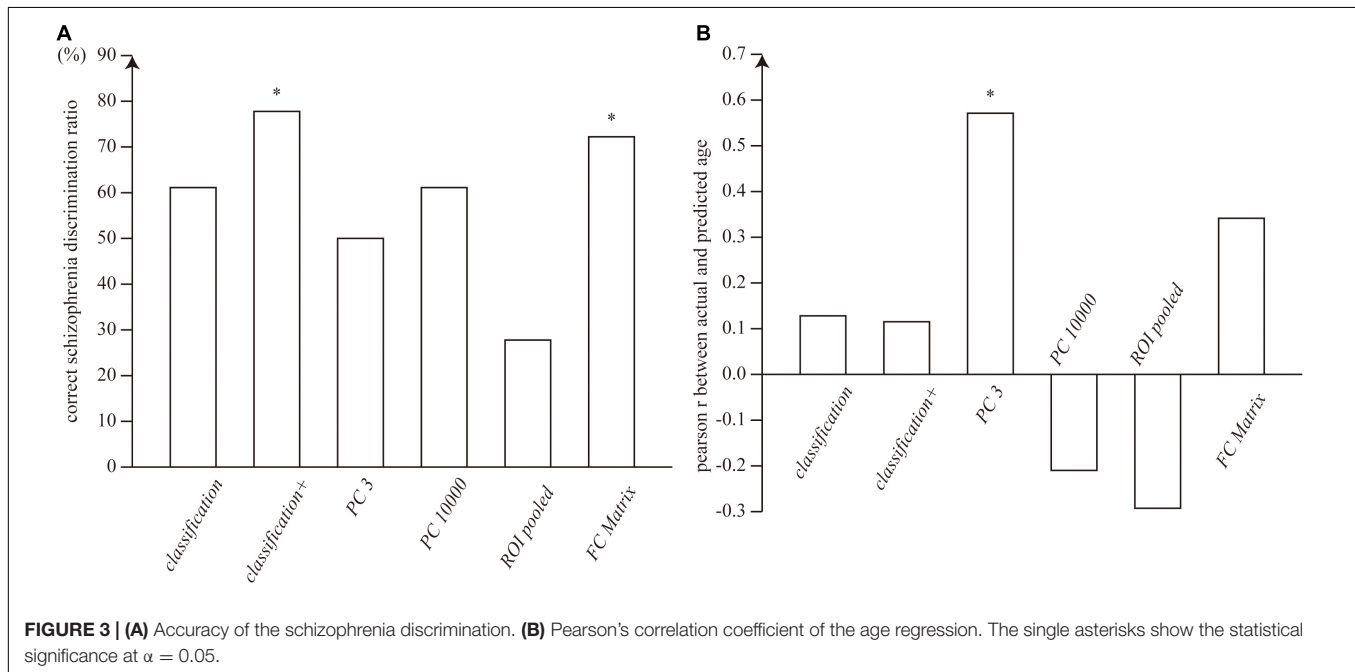 A
(%)
90
80
70
60
50
40
30
20
10
0
correct schizophrenia discrimination ratio
*
*
classification
classification+
PC 3
PC 10000
ROI pooled
FC Matrix
B
0.7
0.6
0.5
0.4
0.3
0.2
0.1
0.0
-0.1
-0.2
-0.3
pearson r between actual and predicted age
*
classification
classification+
PC 3
PC 10000
ROI pooled
FC Matrix
FIGURE 3 | (A) Accuracy of the schizophrenia discrimination. (B) Pearson's correlation coefficient of the age regression. The single asterisks show the statistical
significance at α = 0.05.